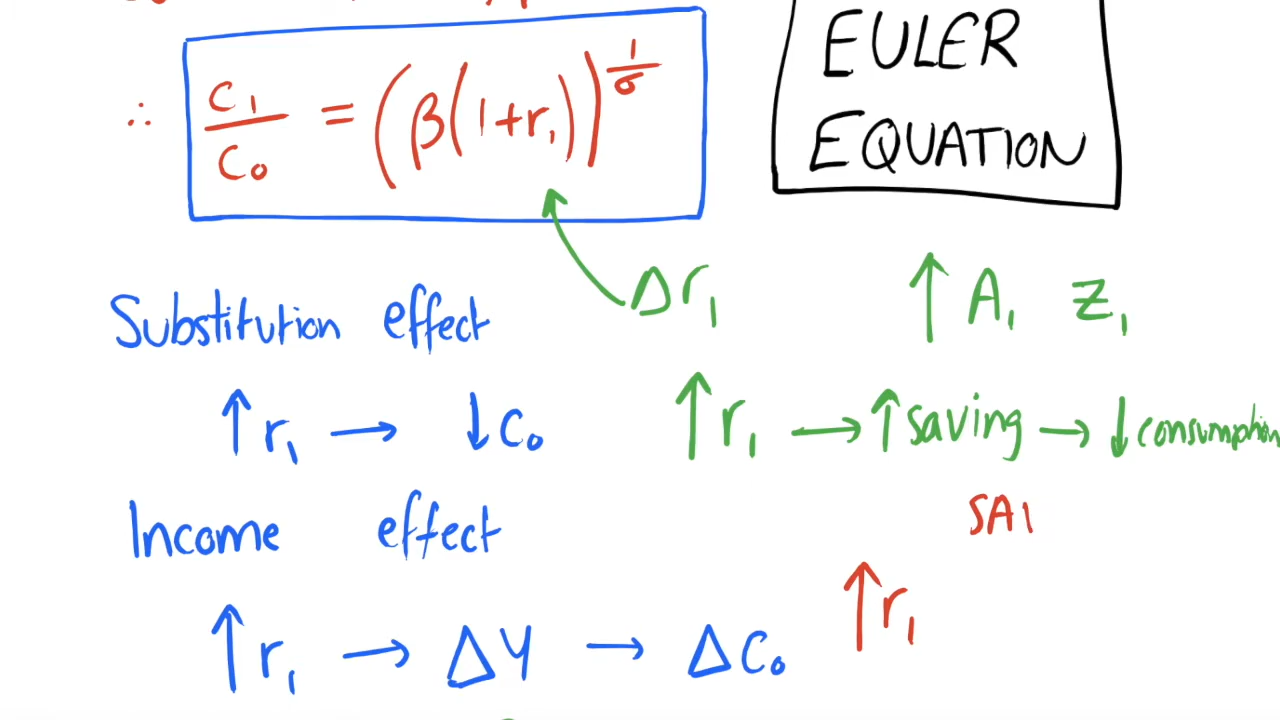 ∴ c₁/c₀ = (β(1+r₁))^(1/σ)
EULER
EQUATION
Δr₁
↑ A₁ z₁
Substitution effect
↑r₁ → ↓c₀
↑r₁ → ↑saving → ↓consumption
Income effect
SAI
↑r₁
↑r₁ → ΔY → Δc₀